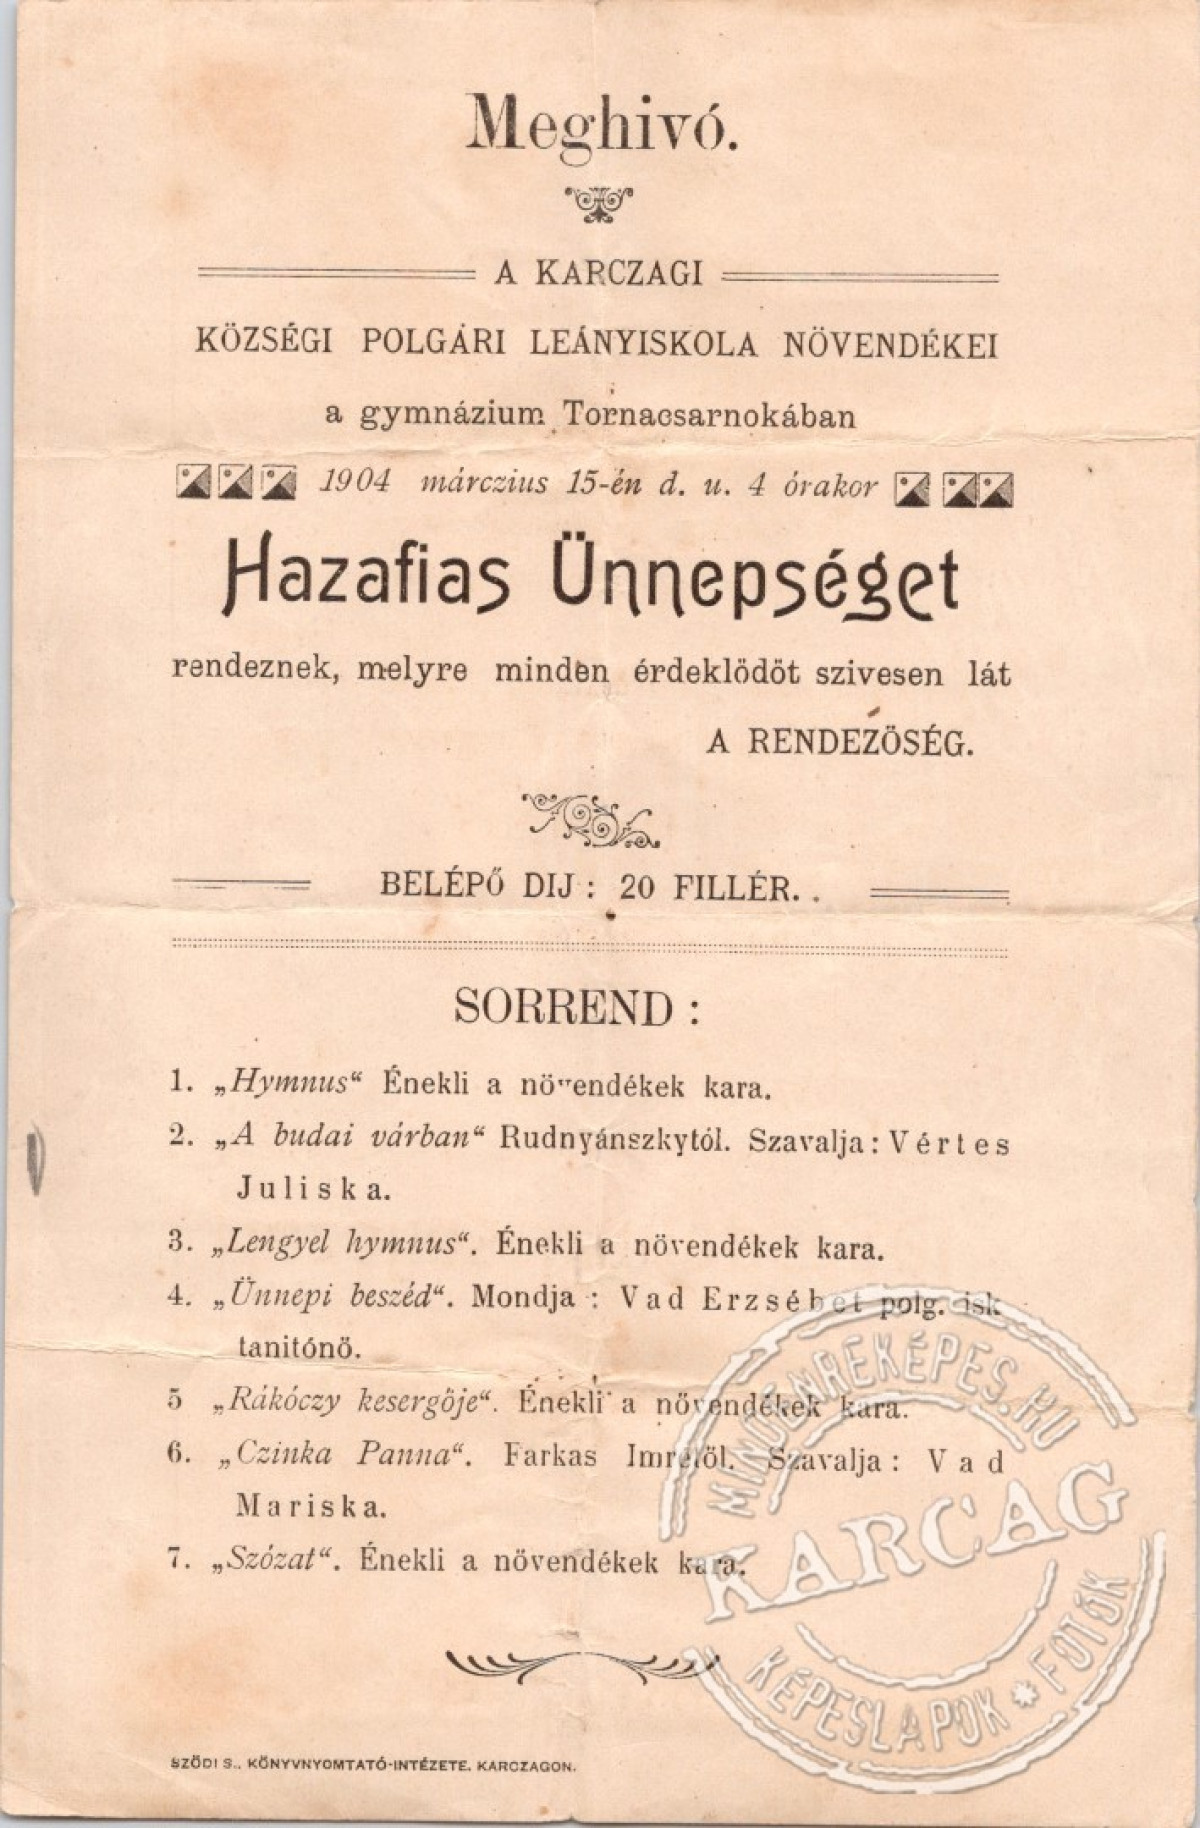 Meghivó.
A KARCZAGI
KÖZSÉGI POLGÁRI LEÁNYISKOLA NÖVENDÉKEI
a gymnázium Tornacsarnokában
1904 márczius 15-én d. u. 4 órakor
Hazafias Ünnepséget
rendeznek, melyre minden érdeklödöt szivesen lát
A RENDEZÖSÉG.
BELÉPŐ DIJ: 20 FILLÉR.
SORREND:
1. „Hymnus“ Énekli a növendékek kara.
2. „A budai várban“ Rudnyánszkytól. Szavalja: Vértes
Juliska.
3. „Lengyel hymnus“. Énekli a növendékek kara.
4. „Ünnepi beszéd“. Mondja: Vad Erzsébet polg. isk
tanitónö.
5 „Rákóczy kesergöje“. Énekli a növendékek kara.
6. „Czinka Panna“. Farkas Imrétöl. Szavalja: Vad
Mariska.
7. „Szózat“. Énekli a növendékek kara.
SZÖDI S., KÖNYVNYOMTATÓ-INTÉZETE, KARCZAGON.
MINDENREKÉPES.HU
KARCAG
KÉPESLAPOK * FOTÓK